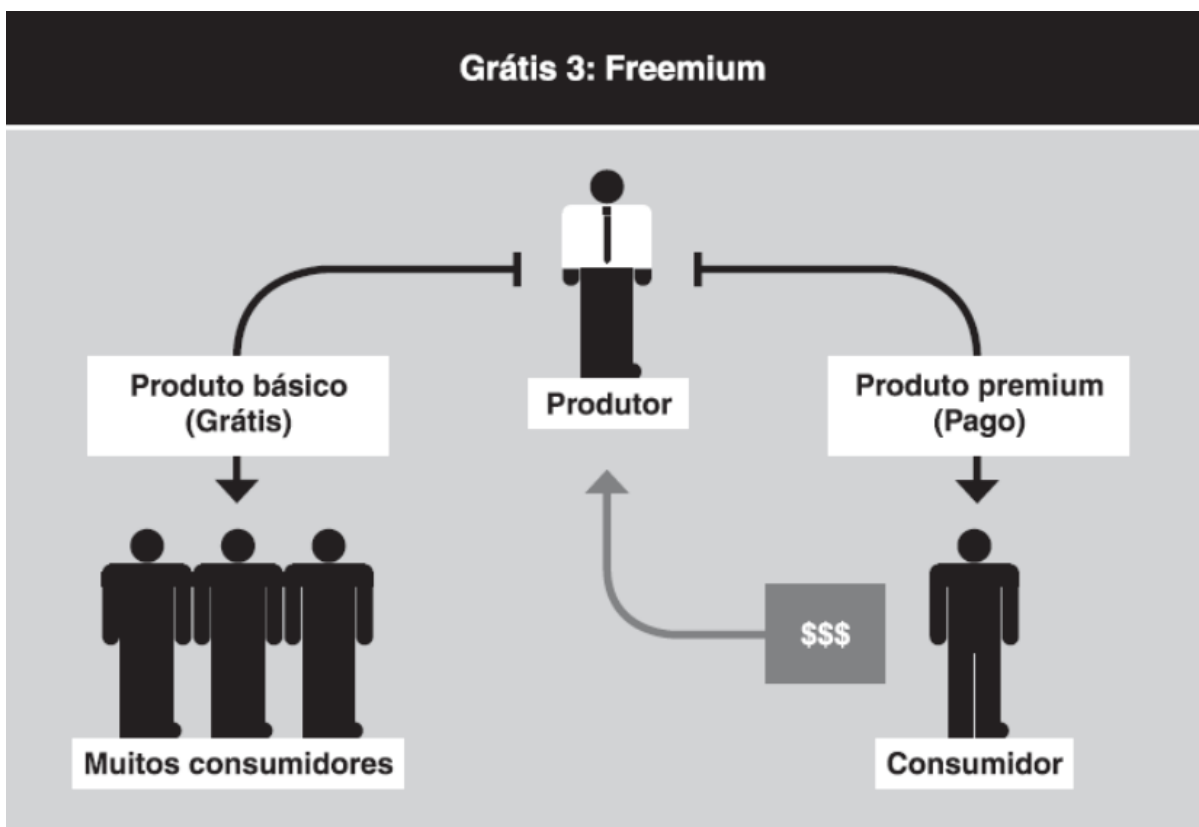 Grátis 3: Freemium
Produto básico
(Grátis)
Produtor
Produto premium
(Pago)
$$$
Muitos consumidores
Consumidor